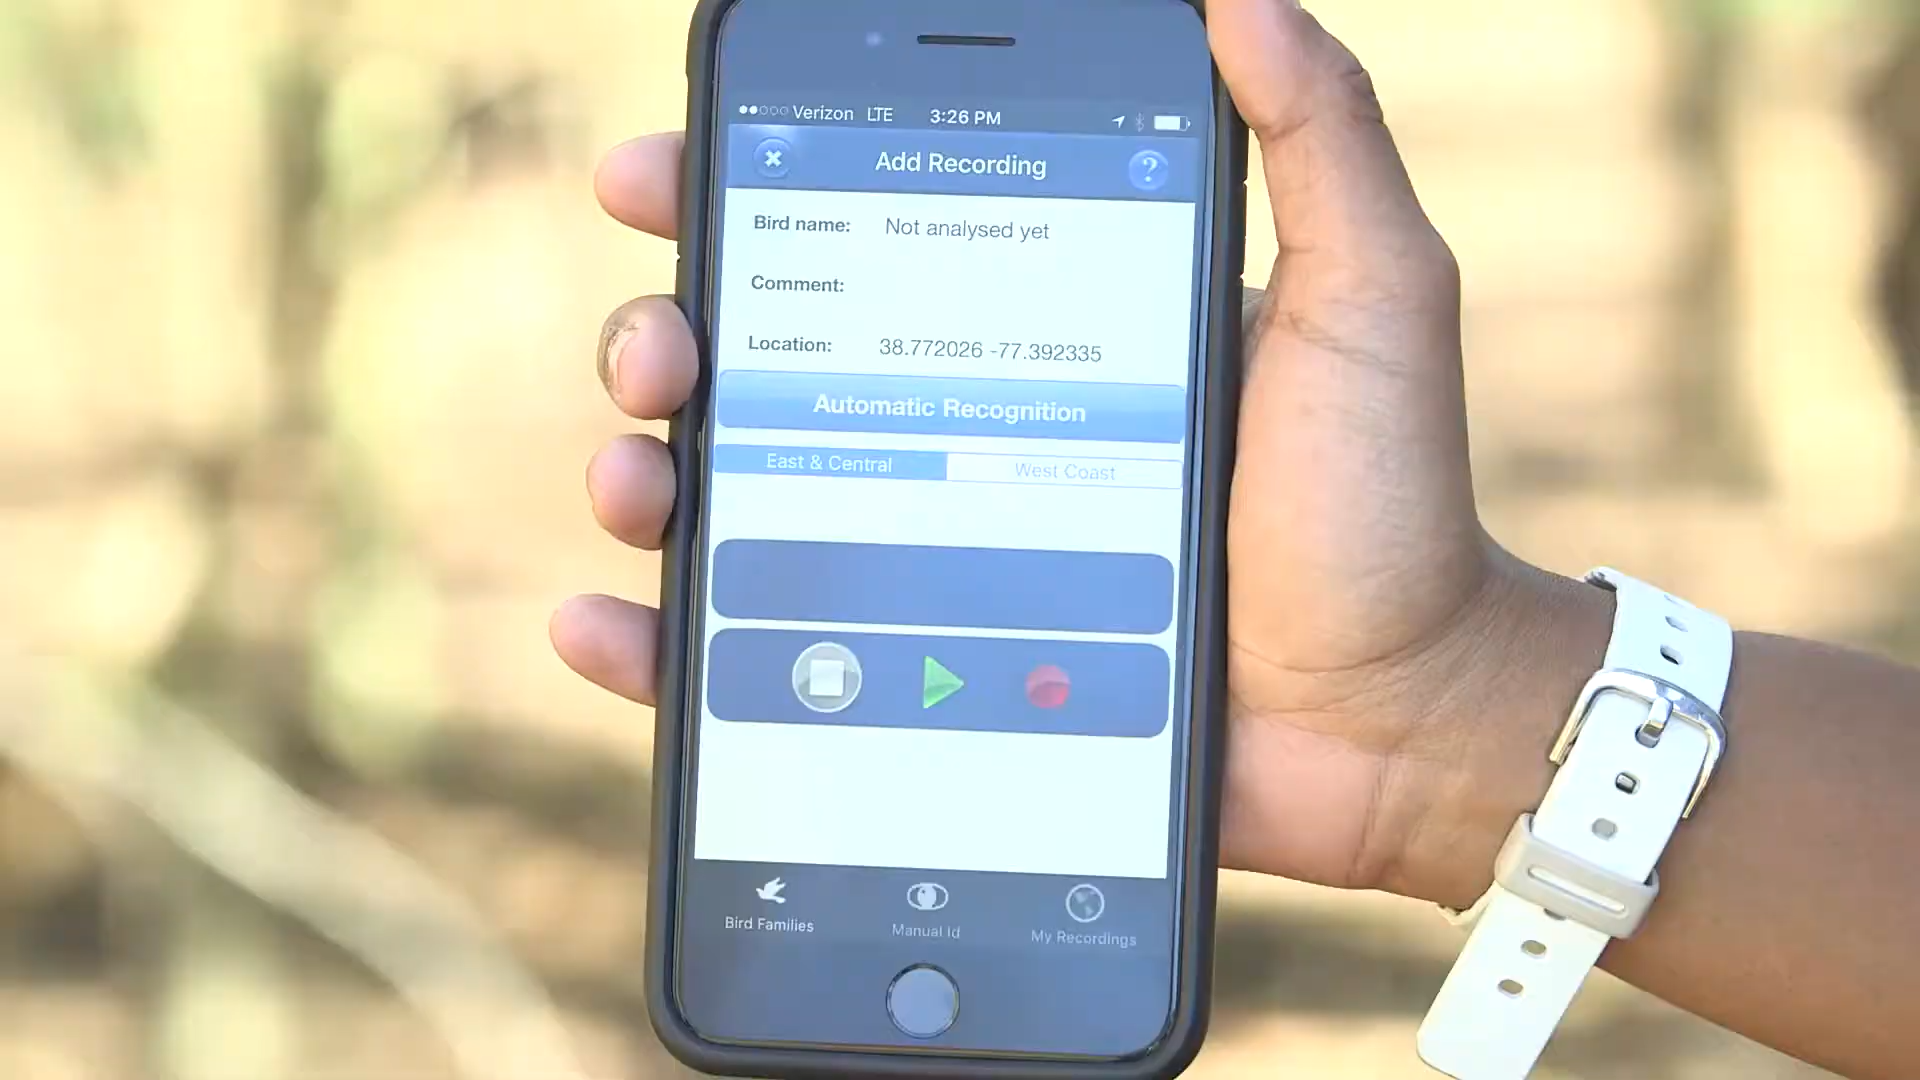 Verizon LTE 3:26 PM
Add Recording ?
Bird name: Not analysed yet
Comment:
Location: 38.772026 -77.392335
Automatic Recognition
East & Central West Coast
Bird Families Manual Id My Recordings